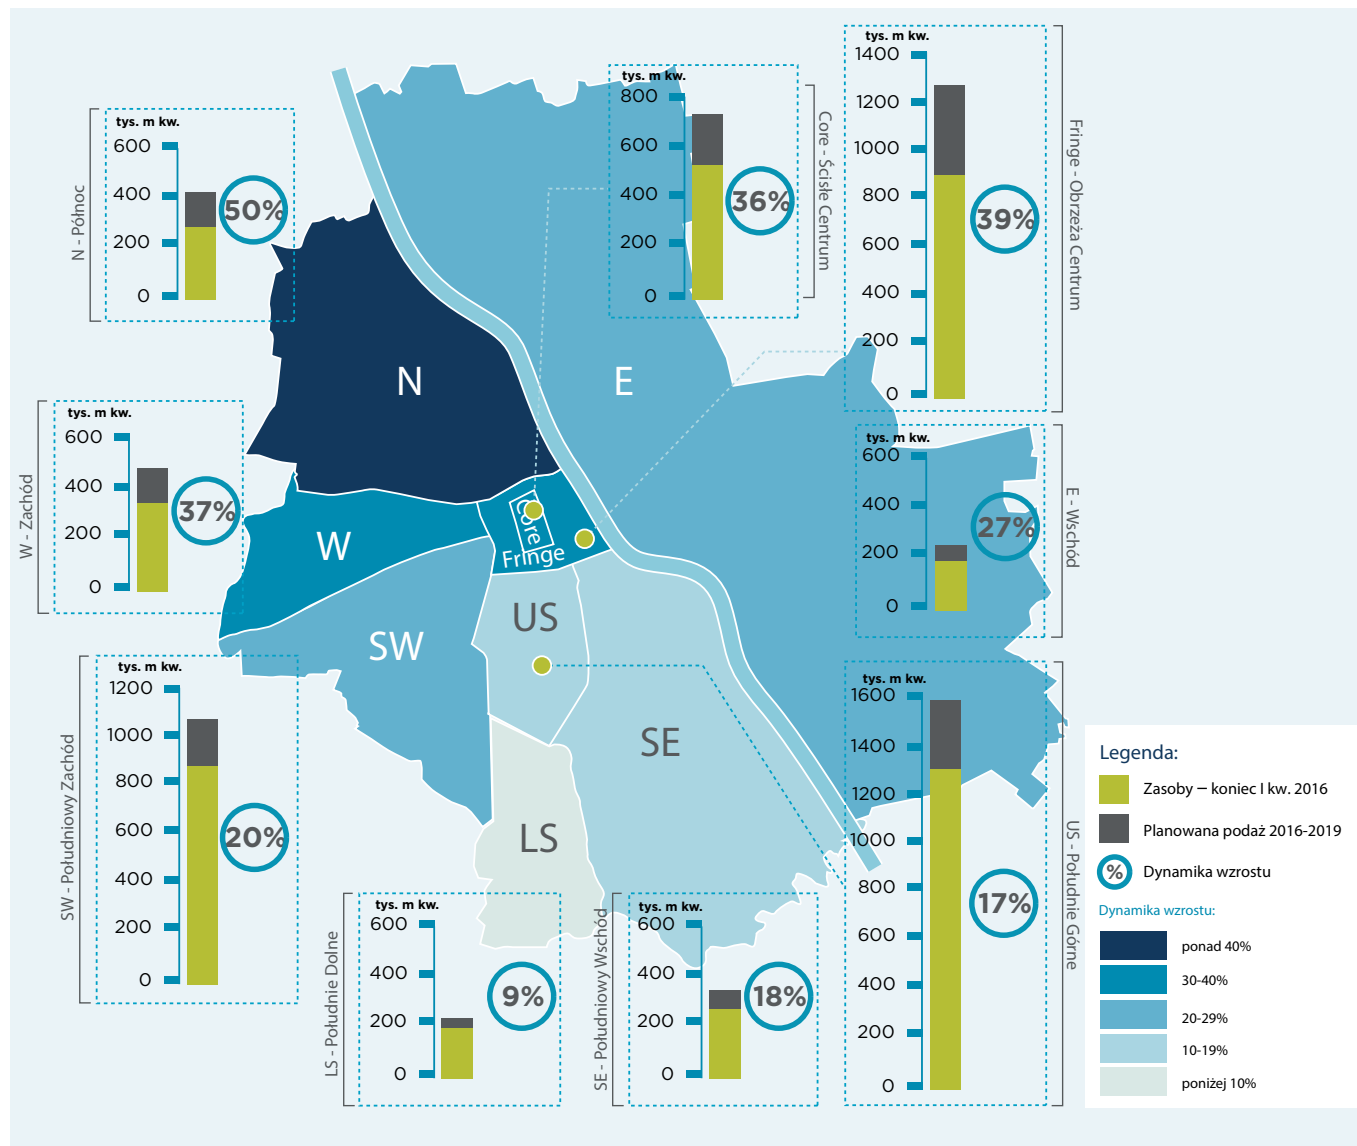 N - Północ
tys. m kw.
600
400
200
0
50%
Core - Ścisłe Centrum
tys. m kw.
800
600
400
200
0
36%
Fringe - Obrzeża Centrum
tys. m kw.
1400
1200
1000
800
600
400
200
0
39%
W - Zachód
tys. m kw.
600
400
200
0
37%
E - Wschód
tys. m kw.
600
400
200
0
27%
N
E
W
Core
Fringe
US
SW
SE
LS
SW - Południowy Zachód
tys. m kw.
1200
1000
800
600
400
200
0
20%
LS - Południe Dolne
tys. m kw.
600
400
200
0
9%
SE - Południowy Wschód
tys. m kw.
600
400
200
0
18%
US - Południe Górne
tys. m kw.
1600
1400
1200
1000
800
600
400
200
0
17%
Legenda:
Zasoby – koniec I kw. 2016
Planowana podaż 2016-2019
% Dynamika wzrostu
Dynamika wzrostu:
ponad 40%
30-40%
20-29%
10-19%
poniżej 10%